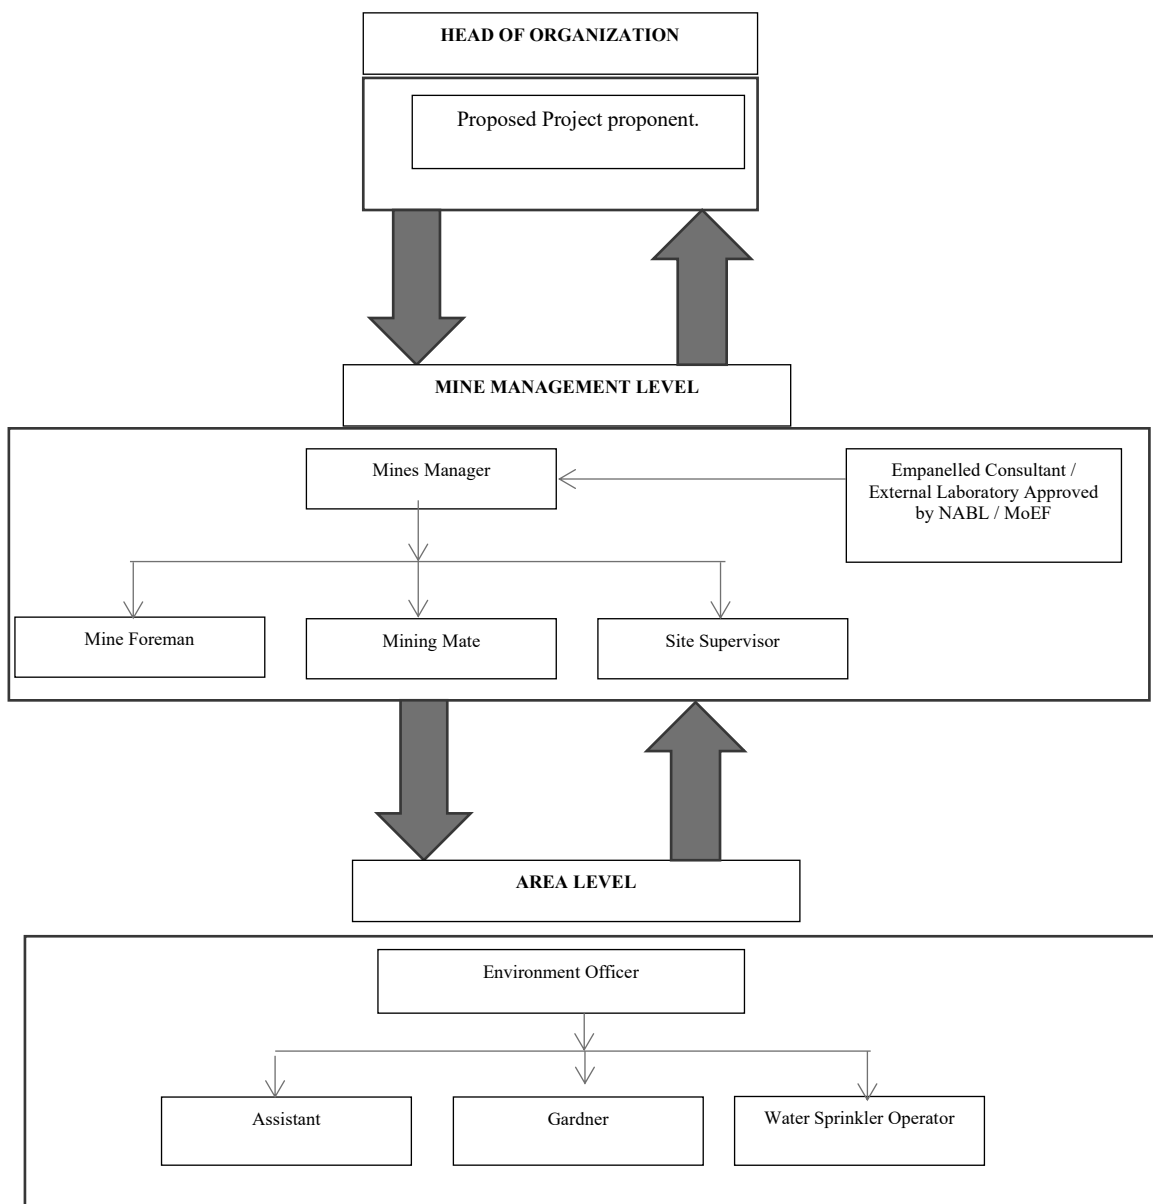 HEAD OF ORGANIZATION
Proposed Project proponent.
MINE MANAGEMENT LEVEL
Mines Manager
Empanelled Consultant /
External Laboratory Approved
by NABL / MoEF
Mine Foreman
Mining Mate
Site Supervisor
AREA LEVEL
Environment Officer
Assistant
Gardner
Water Sprinkler Operator